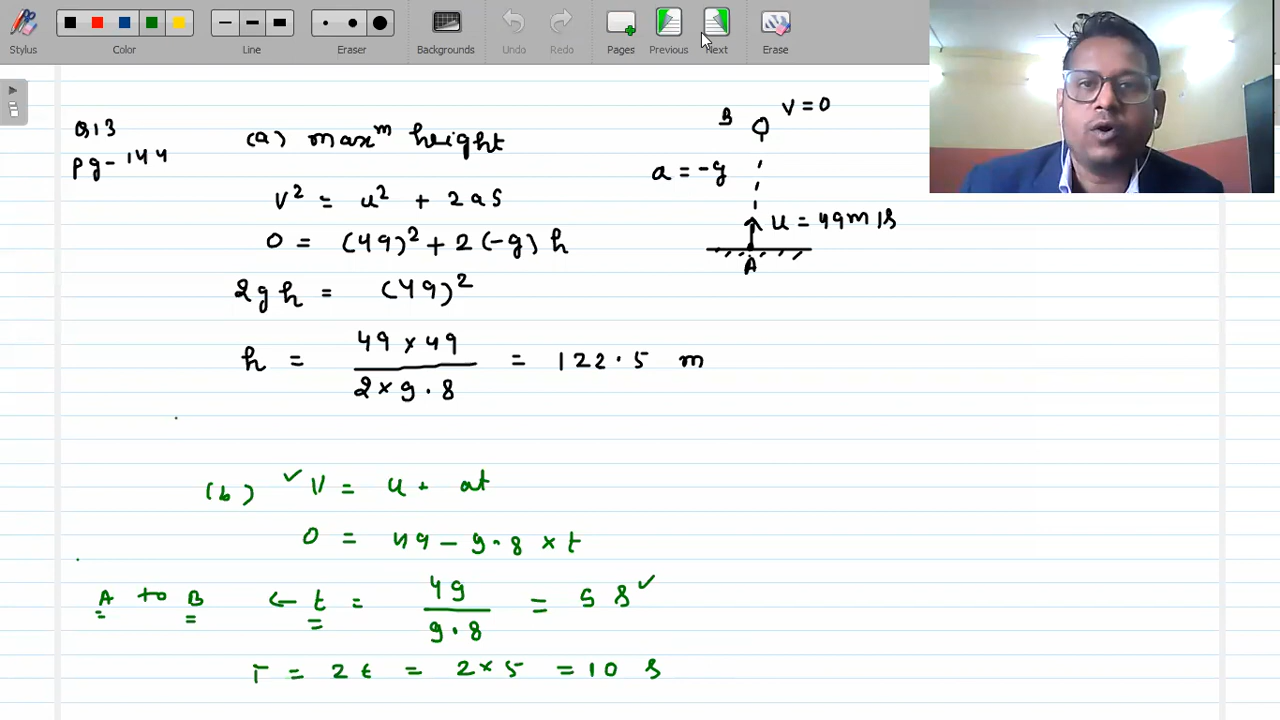 Stylus
Color
Line
Eraser
Backgrounds
Undo
Redo
Pages
Previous
Next
Erase
Q13
pg-144
(a) maxᵐ height
v² = u² + 2as
0 = (49)² + 2(-g) h
2gh = (49)²
h = 49 × 49 / 2 × 9.8 = 122.5 m
B V = 0
a = -g
u = 49m/s
A
(b) ✓ V = u + at
0 = 49 - 9.8 × t
A to B ← t = 49 / 9.8 = 5 s ✓
T = 2t = 2×5 = 10 s